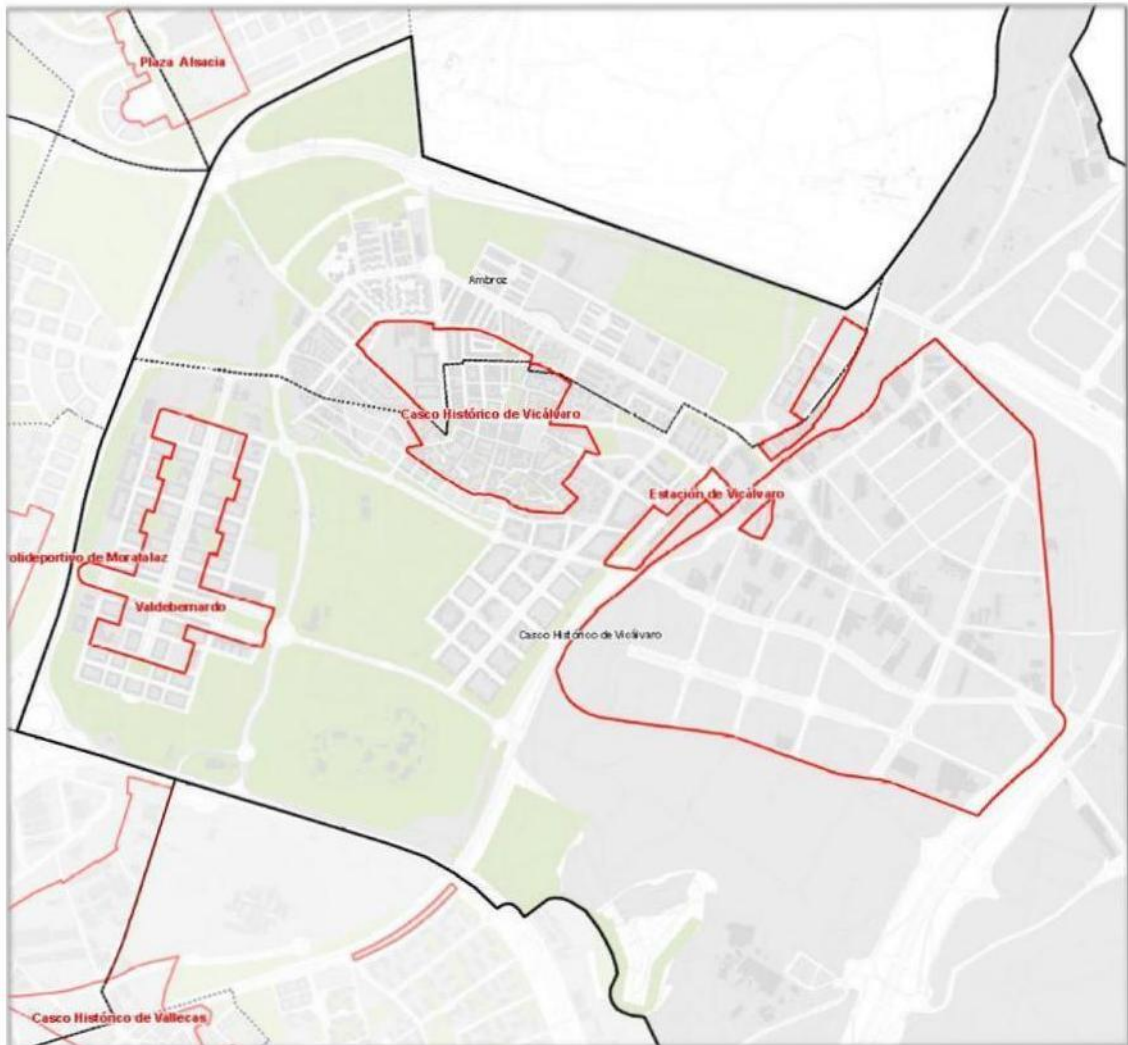 Plaza Alsacia
Ambroz
Casco Histórico de Vicálvaro
Estación de Vicálvaro
olideportivo de Moratalaz
Valdebernardo
Casco Histórico de Vicálvaro
Casco Histórico de Vallecas